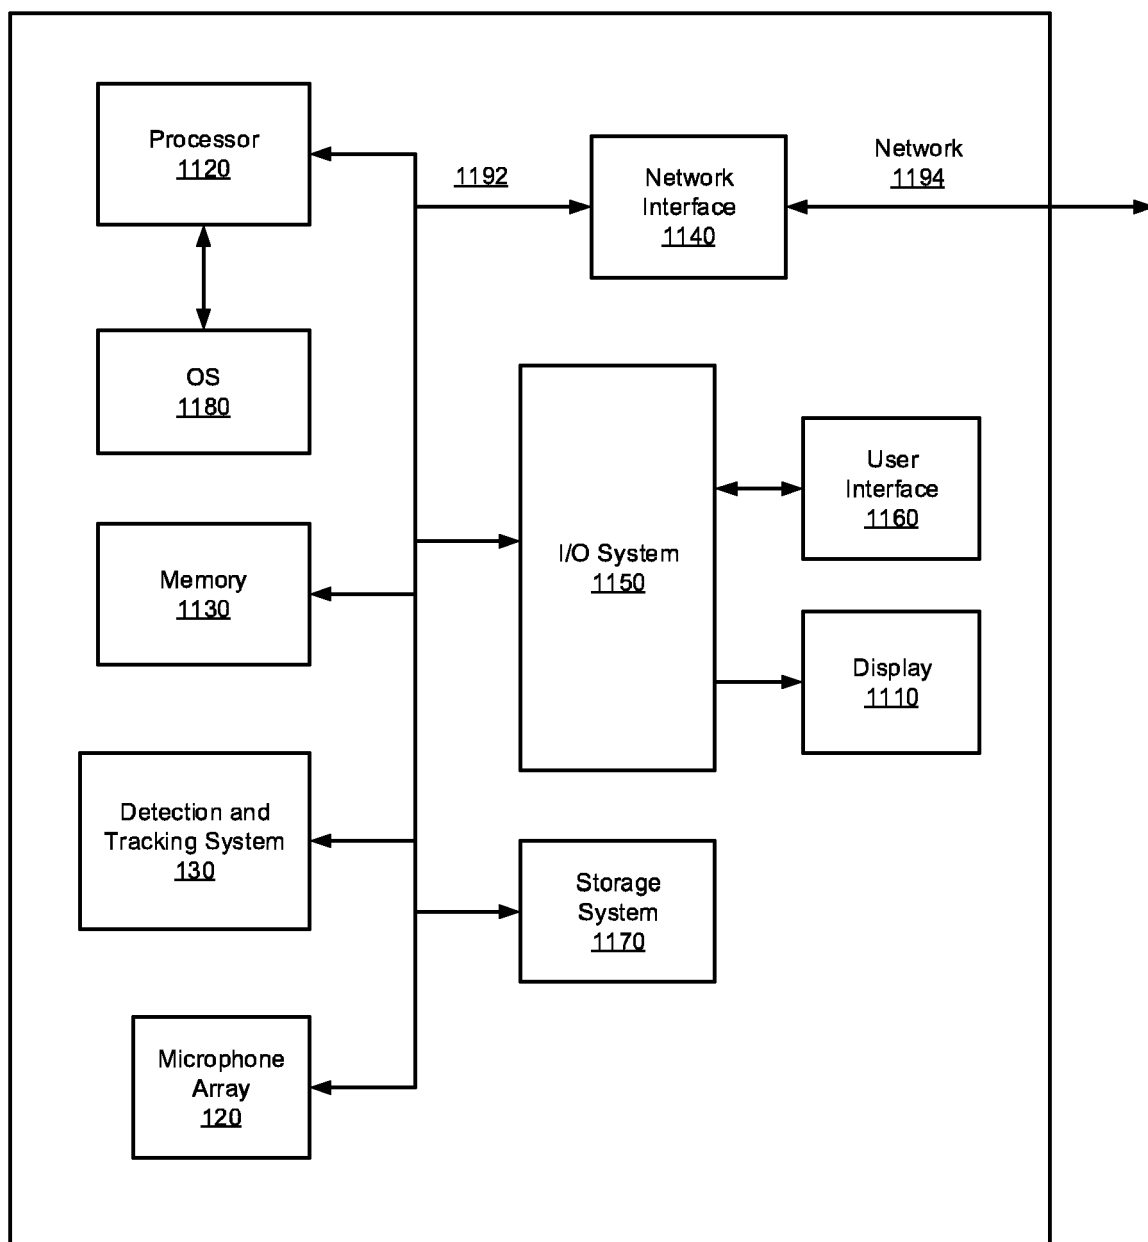 Processor
1120
1192
Network
Interface
1140
Network
1194
OS
1180
I/O System
1150
User
Interface
1160
Memory
1130
Display
1110
Detection and
Tracking System
130
Storage
System
1170
Microphone
Array
120